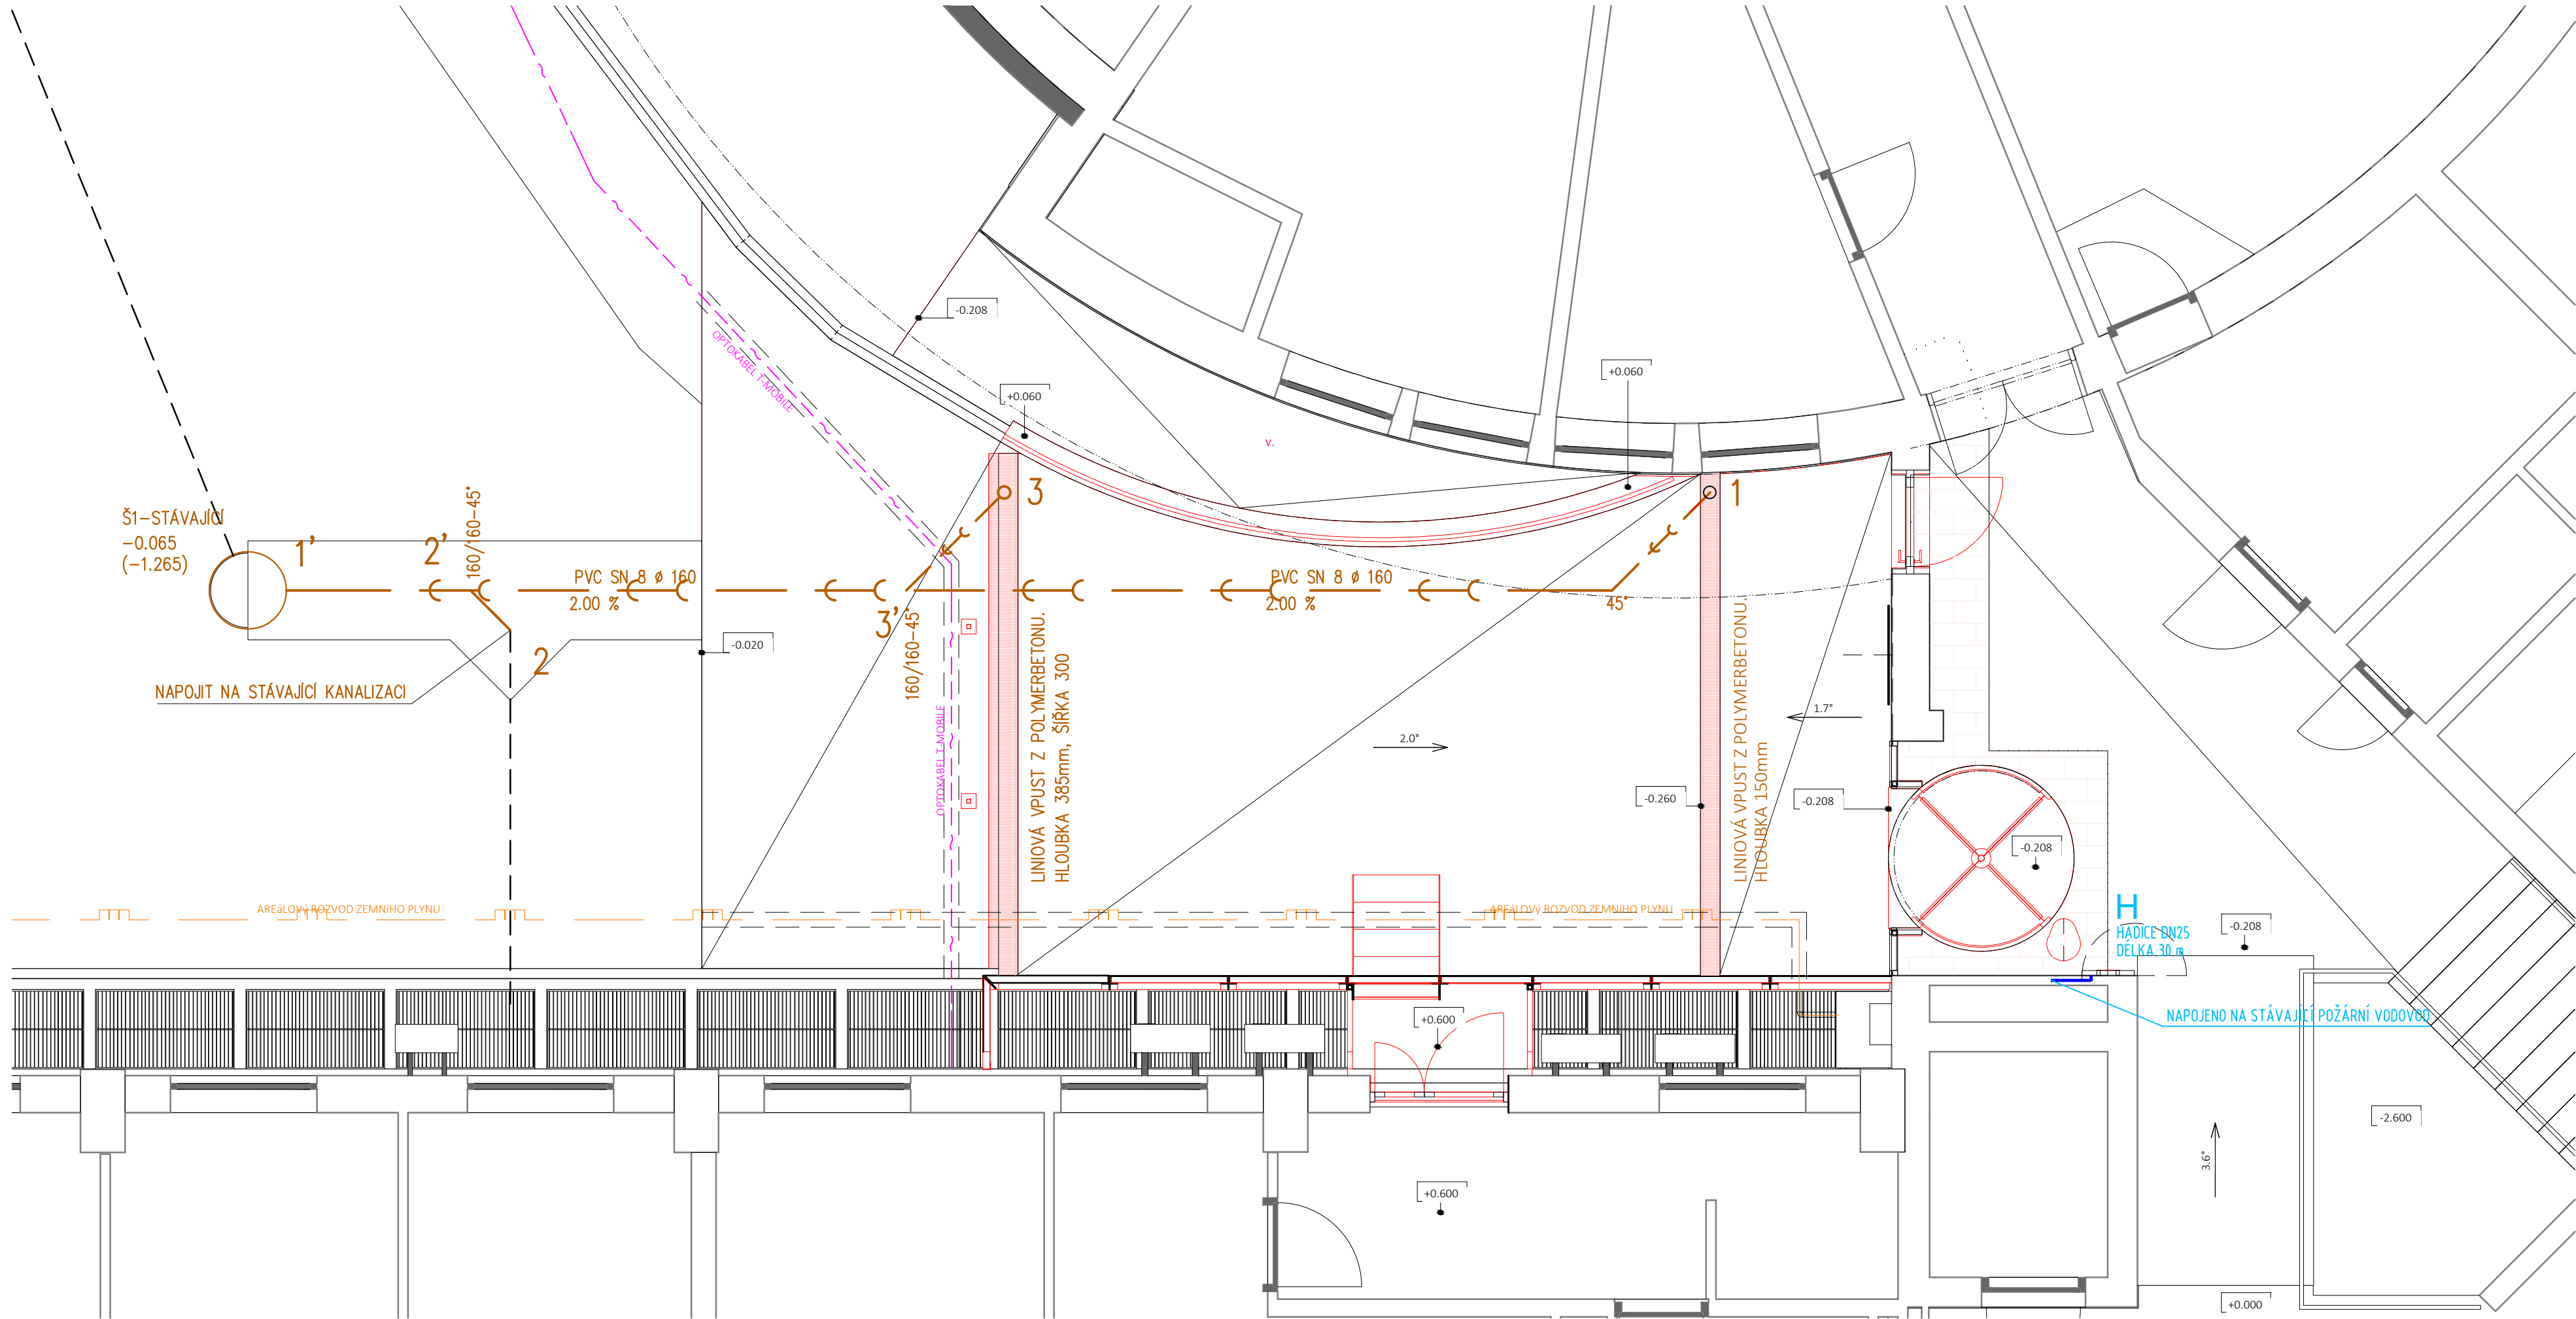 -0.208
OPTOKABEL T-MOBILE
+0.060
+0.060
v.
3
1
Š1-STÁVAJÍCÍ
-0.065
(-1.265)
1'
2'
160/160-45°
PVC SN 8 ø 160
2.00 %
PVC SN 8 ø 160
2.00 %
45°
3'
160/160-45°
-0.020
2
NAPOJIT NA STÁVAJÍCÍ KANALIZACI
OPTOKABEL T-MOBILE
LINIOVÁ VPUST Z POLYMERBETONU.
HLOUBKA 385mm, ŠÍŘKA 300
2.0°
LINIOVÁ VPUST Z POLYMERBETONU.
HLOUBKA 150mm
1.7°
-0.260
-0.208
-0.208
AREáLOVý ROZVOD ZEMNíHO PLYNU
AREáLOVý ROZVOD ZEMNíHO PLYNU
H
HADICE DN25
DÉLKA 30 m
-0.208
NAPOJENO NA STÁVAJÍCÍ POŽÁRNÍ VODOVOD
+0.600
-2.600
3.6°
+0.600
+0.000